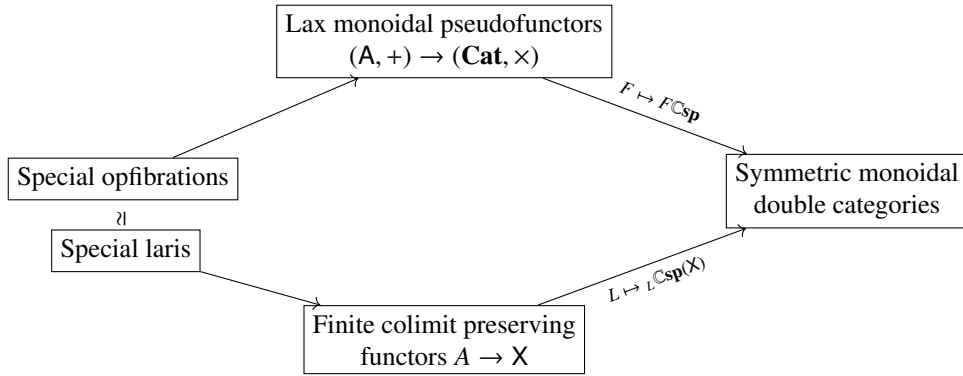 Lax monoidal pseudofunctors
(A, +) → (Cat, ×)
F ↦ Fℂsp
Special opfibrations
≃
Special laris
Symmetric monoidal
double categories
L ↦ Lℂsp(X)
Finite colimit preserving
functors A → X